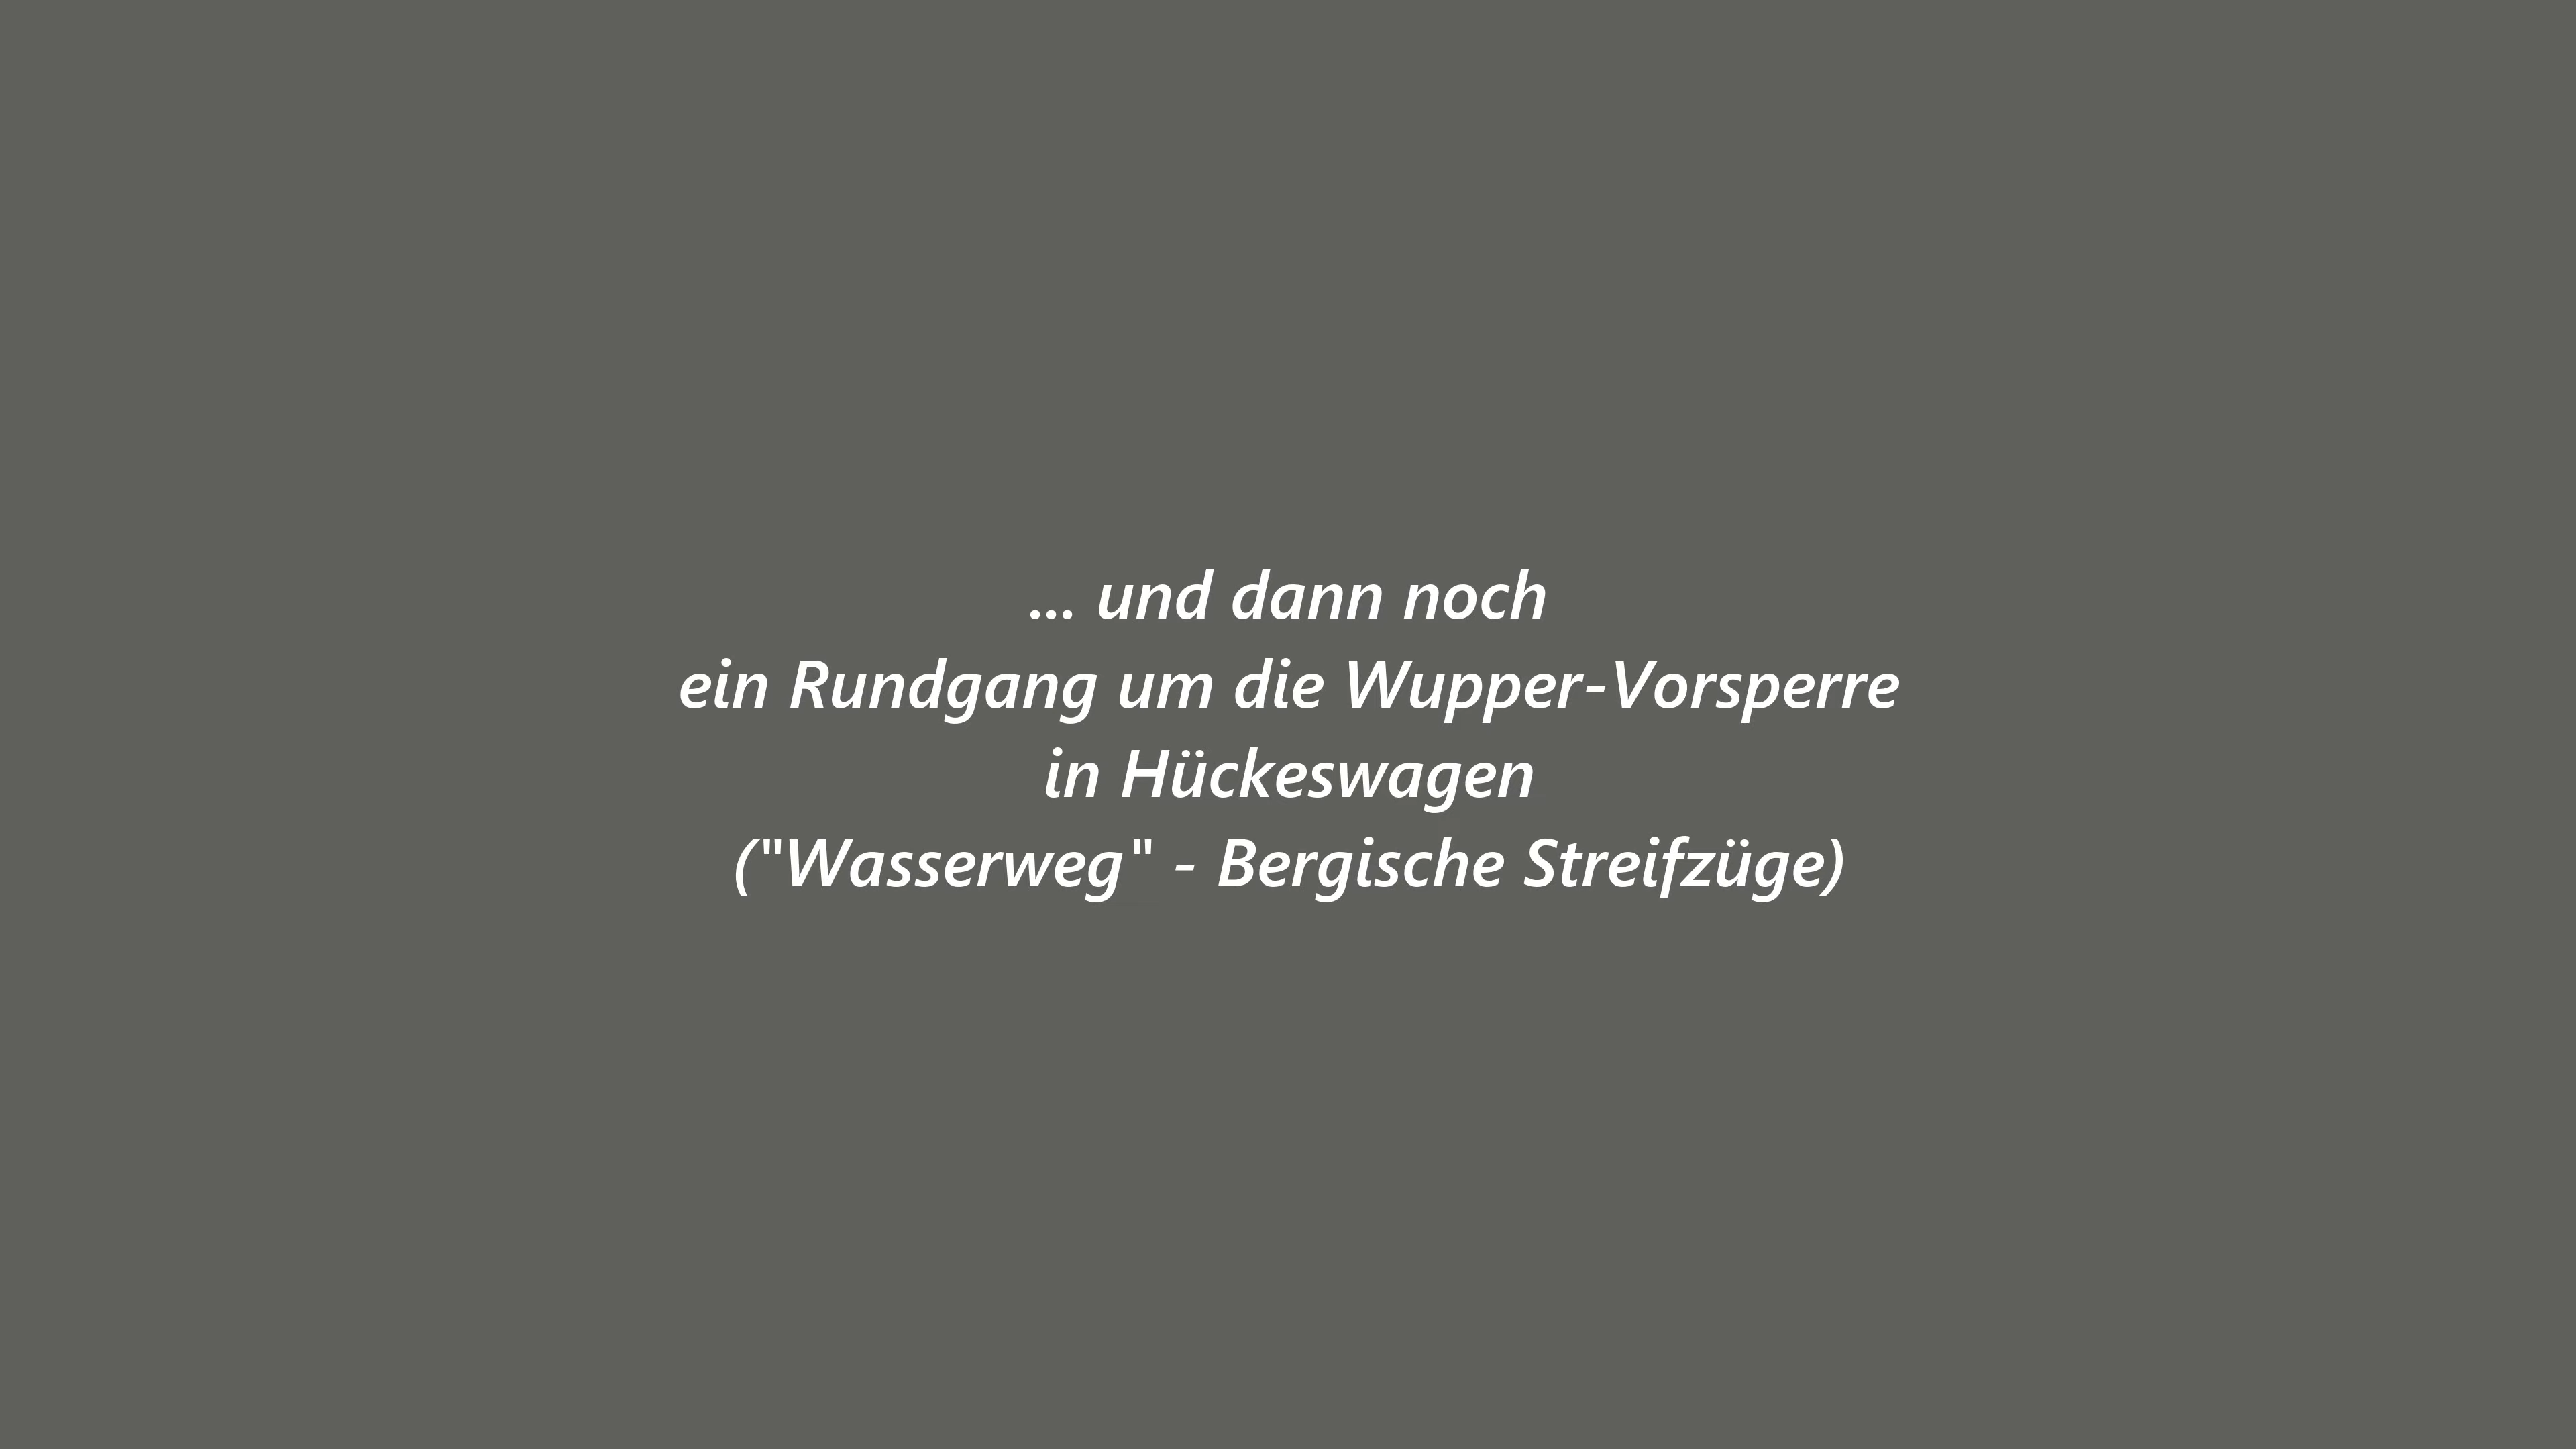 ... und dann noch
ein Rundgang um die Wupper-Vorsperre
in Hückeswagen
("Wasserweg" - Bergische Streifzüge)